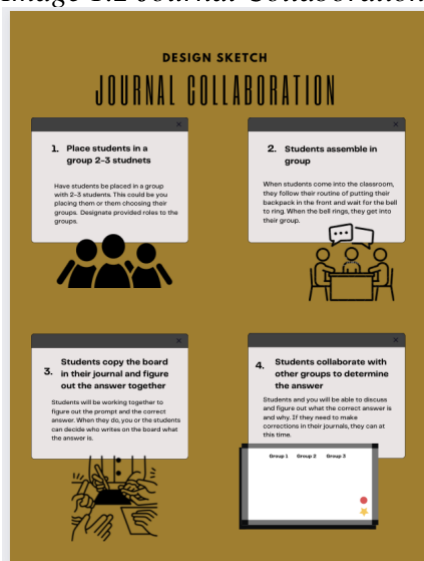 Image 1.2 Journal Collaboration
DESIGN SKETCH
JOURNAL COLLABORATION
1. Place students in a
group 2-3 studnets
Have students be placed in a group
with 2-3 students. This could be you
placing them or them choosing their
groups. Designate provided roles to the
groups.
2. Students assemble in
group
When students come into the classroom,
they follow their routine of putting their
backpack in the front and wait for the bell
to ring. When the bell rings, they get into
their group.
3. Students copy the board
in their journal and figure
out the answer together
Students will be working together to
figure out the prompt and the correct
answer. When they do, you or the students
can decide who writes on the board what
the answer is.
4. Students collaborate with
other groups to determine
the answer
Students and you will be able to discuss
and figure out what the correct answer is
and why. If they need to make
corrections in their journals, they can at
this time.
Group 1 Group 2 Group 3